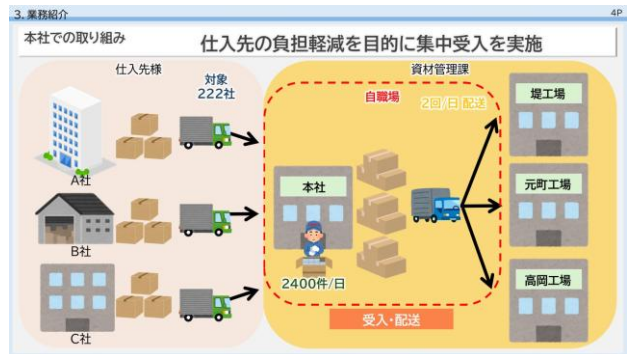 3. 業務紹介
4P
本社での取り組み
仕入先の負担軽減を目的に集中受入を実施
仕入先様
対象
222社
A社
B社
C社
資材管理課
自職場
2回/日 配送
本社
2400件/日
受入・配送
堤工場
元町工場
高岡工場